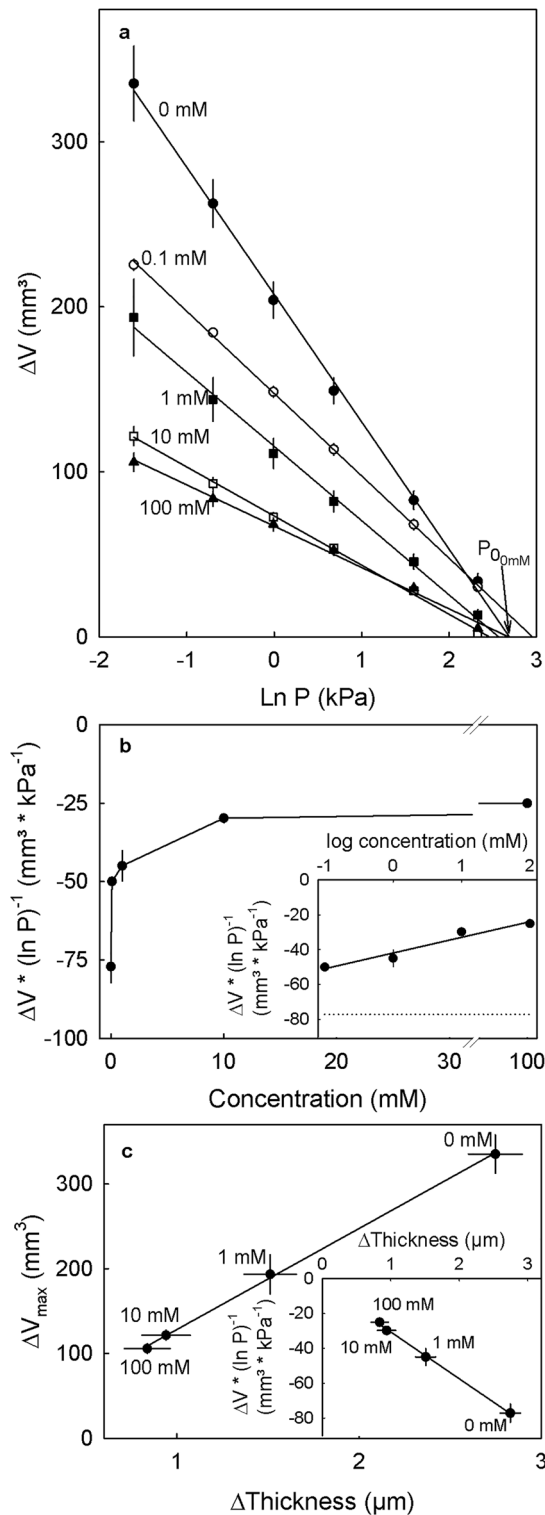 a
300
200
100
0
ΔV (mm³)
0 mM
0.1 mM
1 mM
10 mM
100 mM
P0 0mM
-2 -1 0 1 2 3
Ln P (kPa)
b
0
-25
-50
-75
-100
ΔV * (ln P)⁻¹ (mm³ * kPa⁻¹)
log concentration (mM)
-1 0 1 2
0
-20
-40
-60
-80
ΔV * (ln P)⁻¹
(mm³ * kPa⁻¹)
0 10 20 30 100
Concentration (mM)
c
300
200
100
0
ΔVmax (mm³)
0 mM
1 mM
10 mM
100 mM
ΔThickness (µm)
0 1 2 3
0
-20
-40
-60
-80
ΔV * (ln P)⁻¹
(mm³ * kPa⁻¹)
100 mM
10 mM
1 mM
0 mM
1 2 3
ΔThickness (µm)